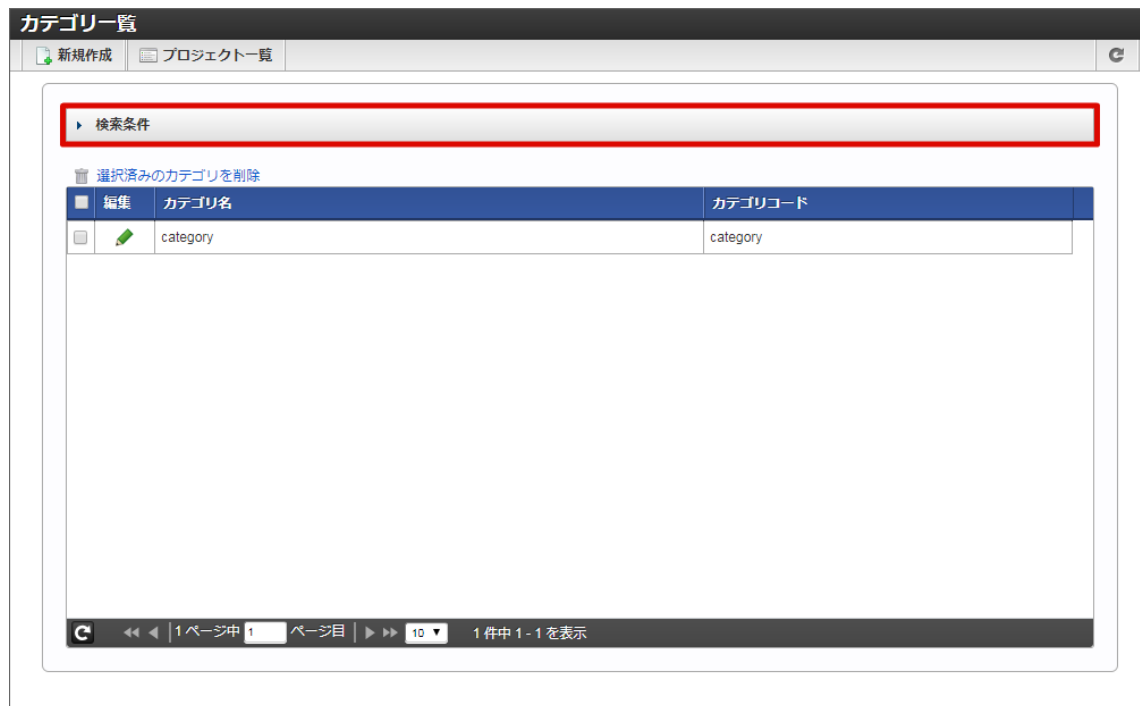 カテゴリ一覧
新規作成 プロジェクト一覧
検索条件
選択済みのカテゴリを削除
編集 カテゴリ名 カテゴリコード
category category
1 ページ中 1 ページ目 10 1 件中 1 - 1 を表示